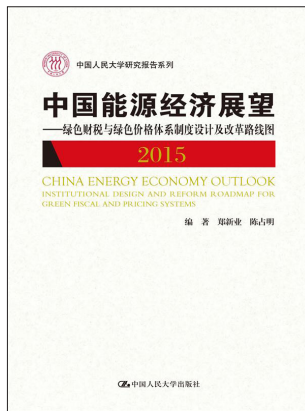 中国人民大学研究报告系列
中国能源经济展望
——绿色财税与绿色价格体系制度设计及改革路线图
2015
CHINA ENERGY ECONOMY OUTLOOK
INSTITUTIONAL DESIGN AND REFORM ROADMAP FOR
GREEN FISCAL AND PRICING SYSTEMS
编 著 郑新业 陈占明
中国人民大学出版社